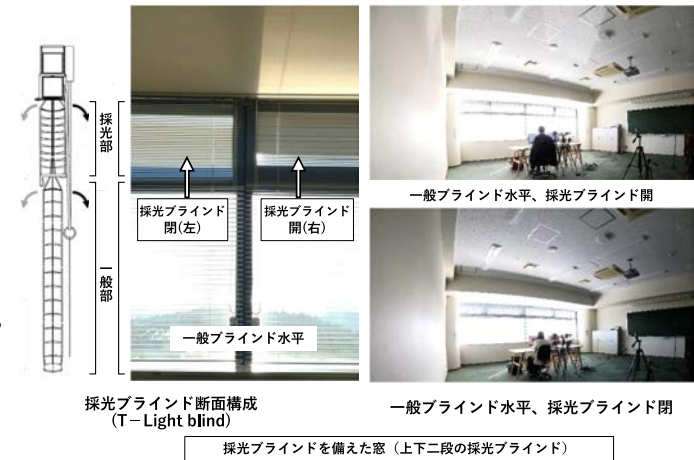 採光部
一般部
採光ブラインド
閉(左)
採光ブラインド
開(右)
一般ブラインド水平
採光ブラインド断面構成
(T－Light blind)
一般ブラインド水平、採光ブラインド開
一般ブラインド水平、採光ブラインド閉
採光ブラインドを備えた窓（上下二段の採光ブラインド）